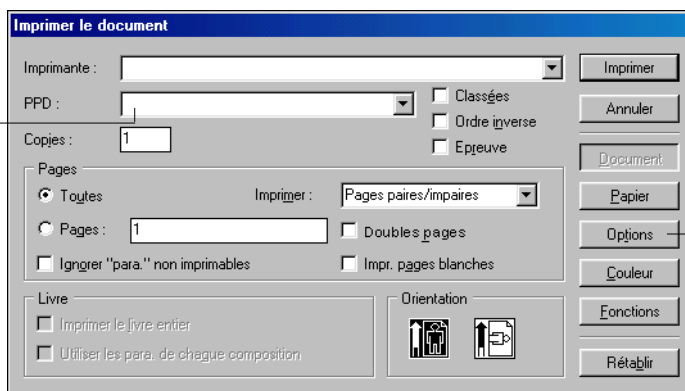 Imprimer le document
Imprimante :
Imprimer
PPD :
Classées
Annuler
Ordre inverse
Copies :
1
Epreuve
Document
Pages
Toutes
Imprimer :
Pages paires/impaires
Papier
Pages :
1
Doubles pages
Options
Ignorer "para." non imprimables
Impr. pages blanches
Couleur
Livre
Orientation
Imprimer le livre entier
Fonctions
Utiliser les para. de chaque composition
Rétablir